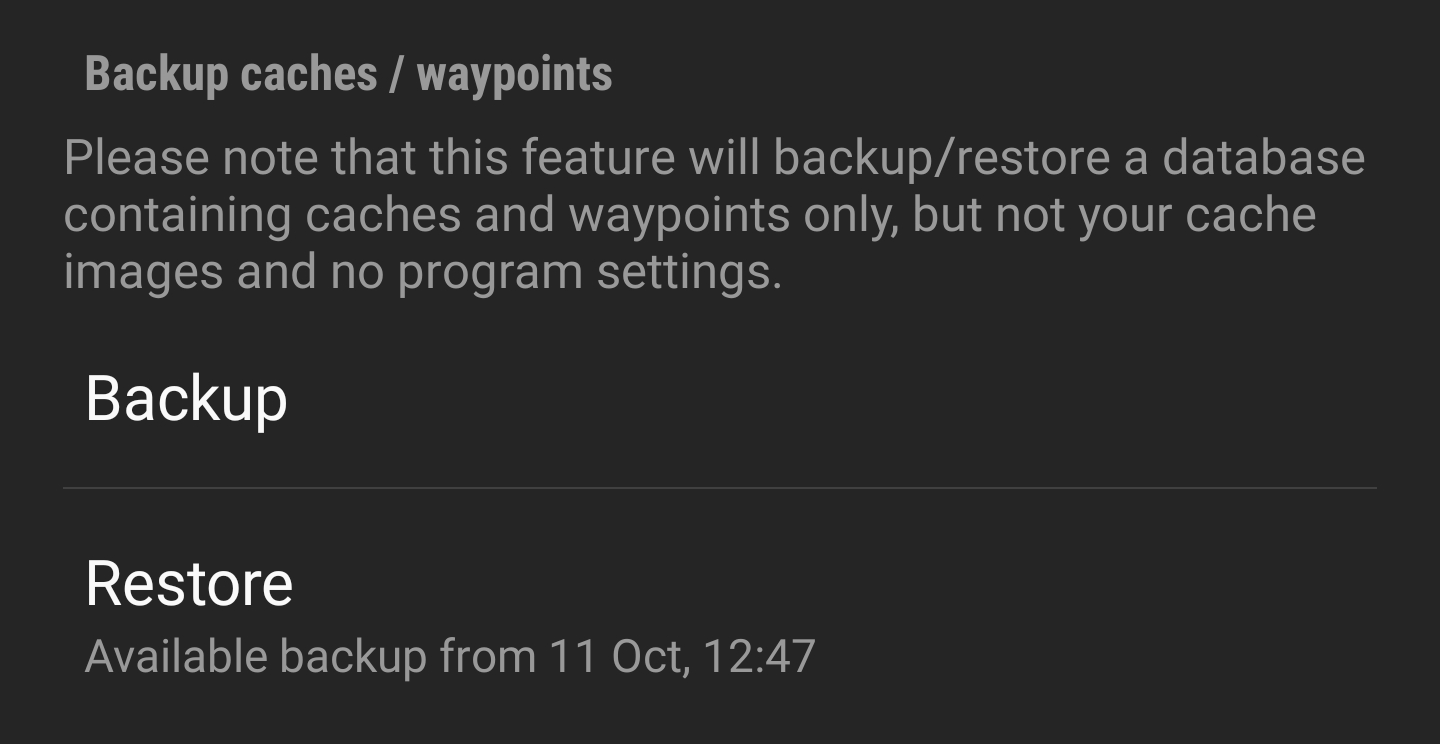 Backup caches / waypoints
Please note that this feature will backup/restore a database
containing caches and waypoints only, but not your cache
images and no program settings.
Backup
Restore
Available backup from 11 Oct, 12:47